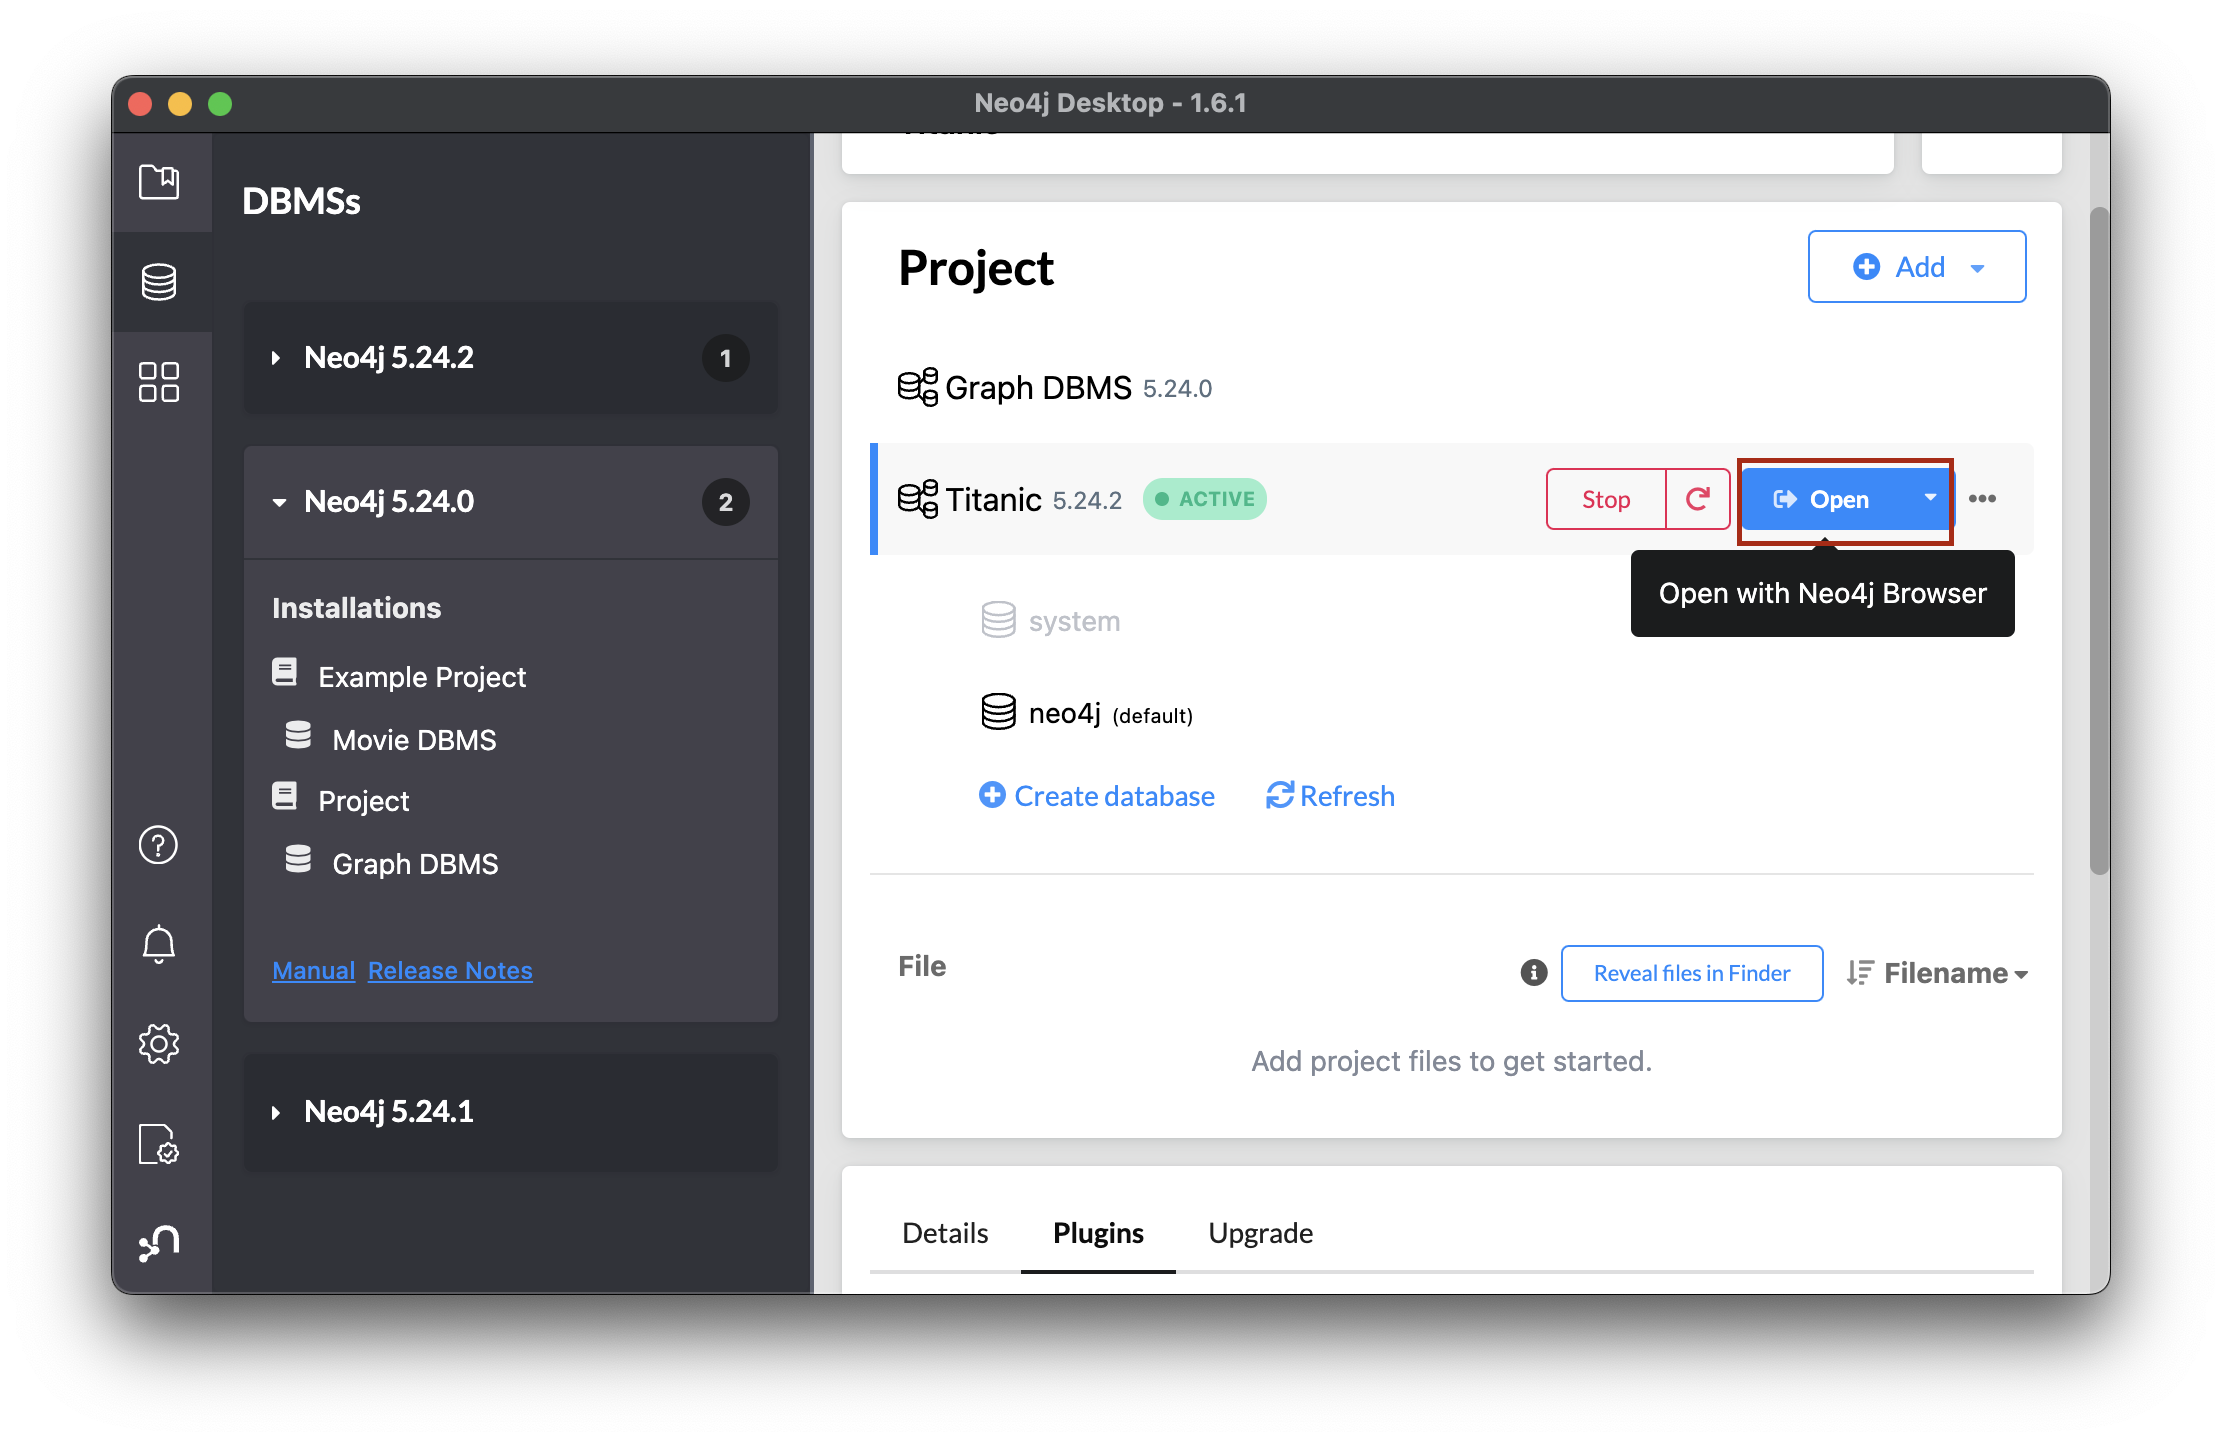 Neo4j Desktop - 1.6.1
DBMSs
Neo4j 5.24.2
1
Neo4j 5.24.0
2
Installations
Example Project
Movie DBMS
Project
Graph DBMS
Manual Release Notes
Neo4j 5.24.1
Titanic
Project
Add
Graph DBMS 5.24.0
Titanic 5.24.2 ACTIVE Stop Open
Open with Neo4j Browser
system
neo4j (default)
Create database Refresh
File Reveal files in Finder Filename
Add project files to get started.
Details Plugins Upgrade